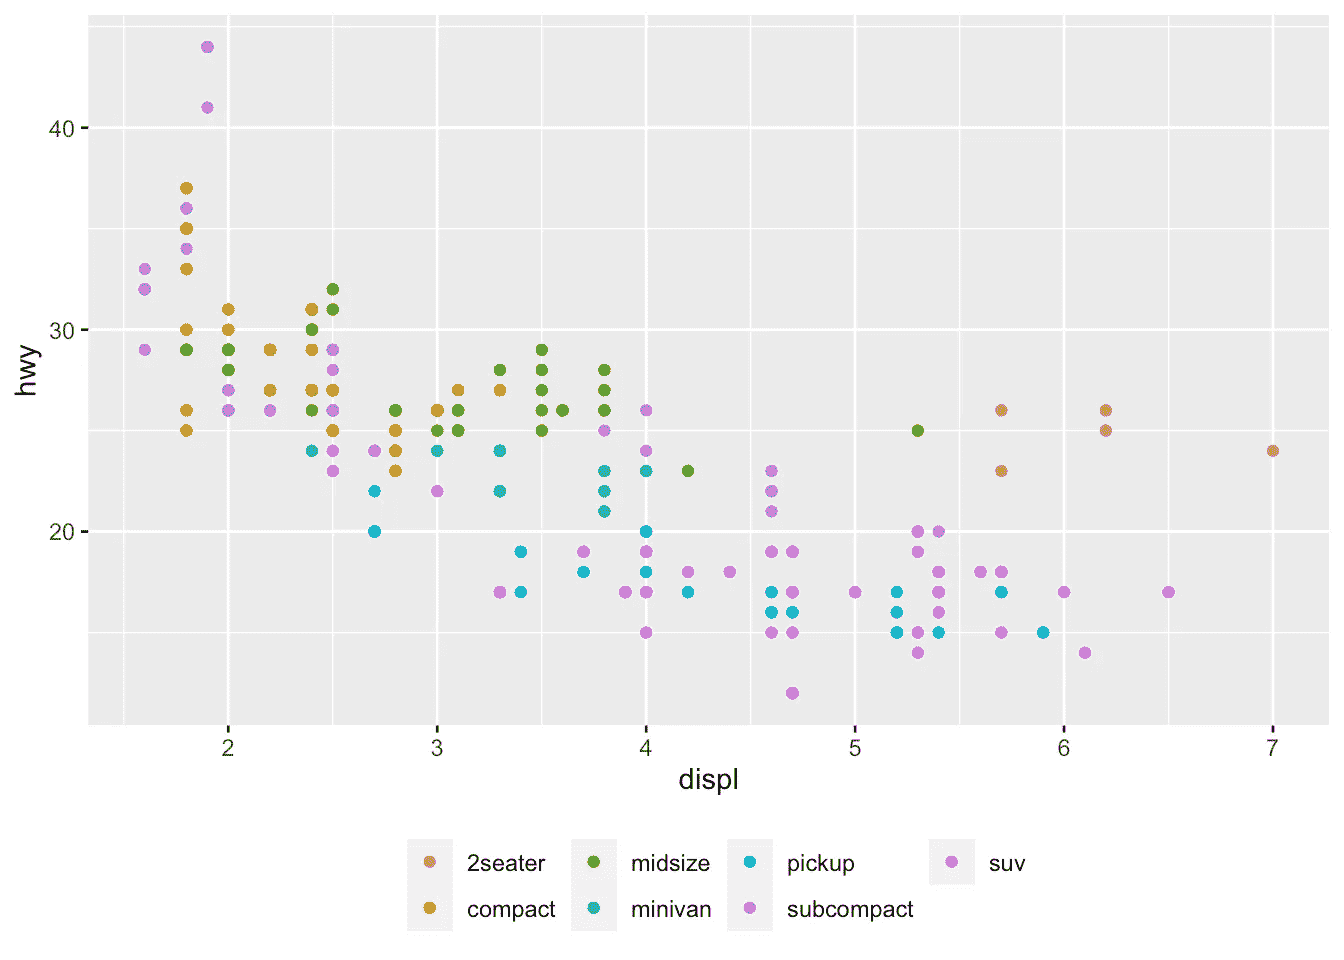 40
30
20
hwy
2 3 4 5 6 7
displ
2seater midsize pickup suv
compact minivan subcompact